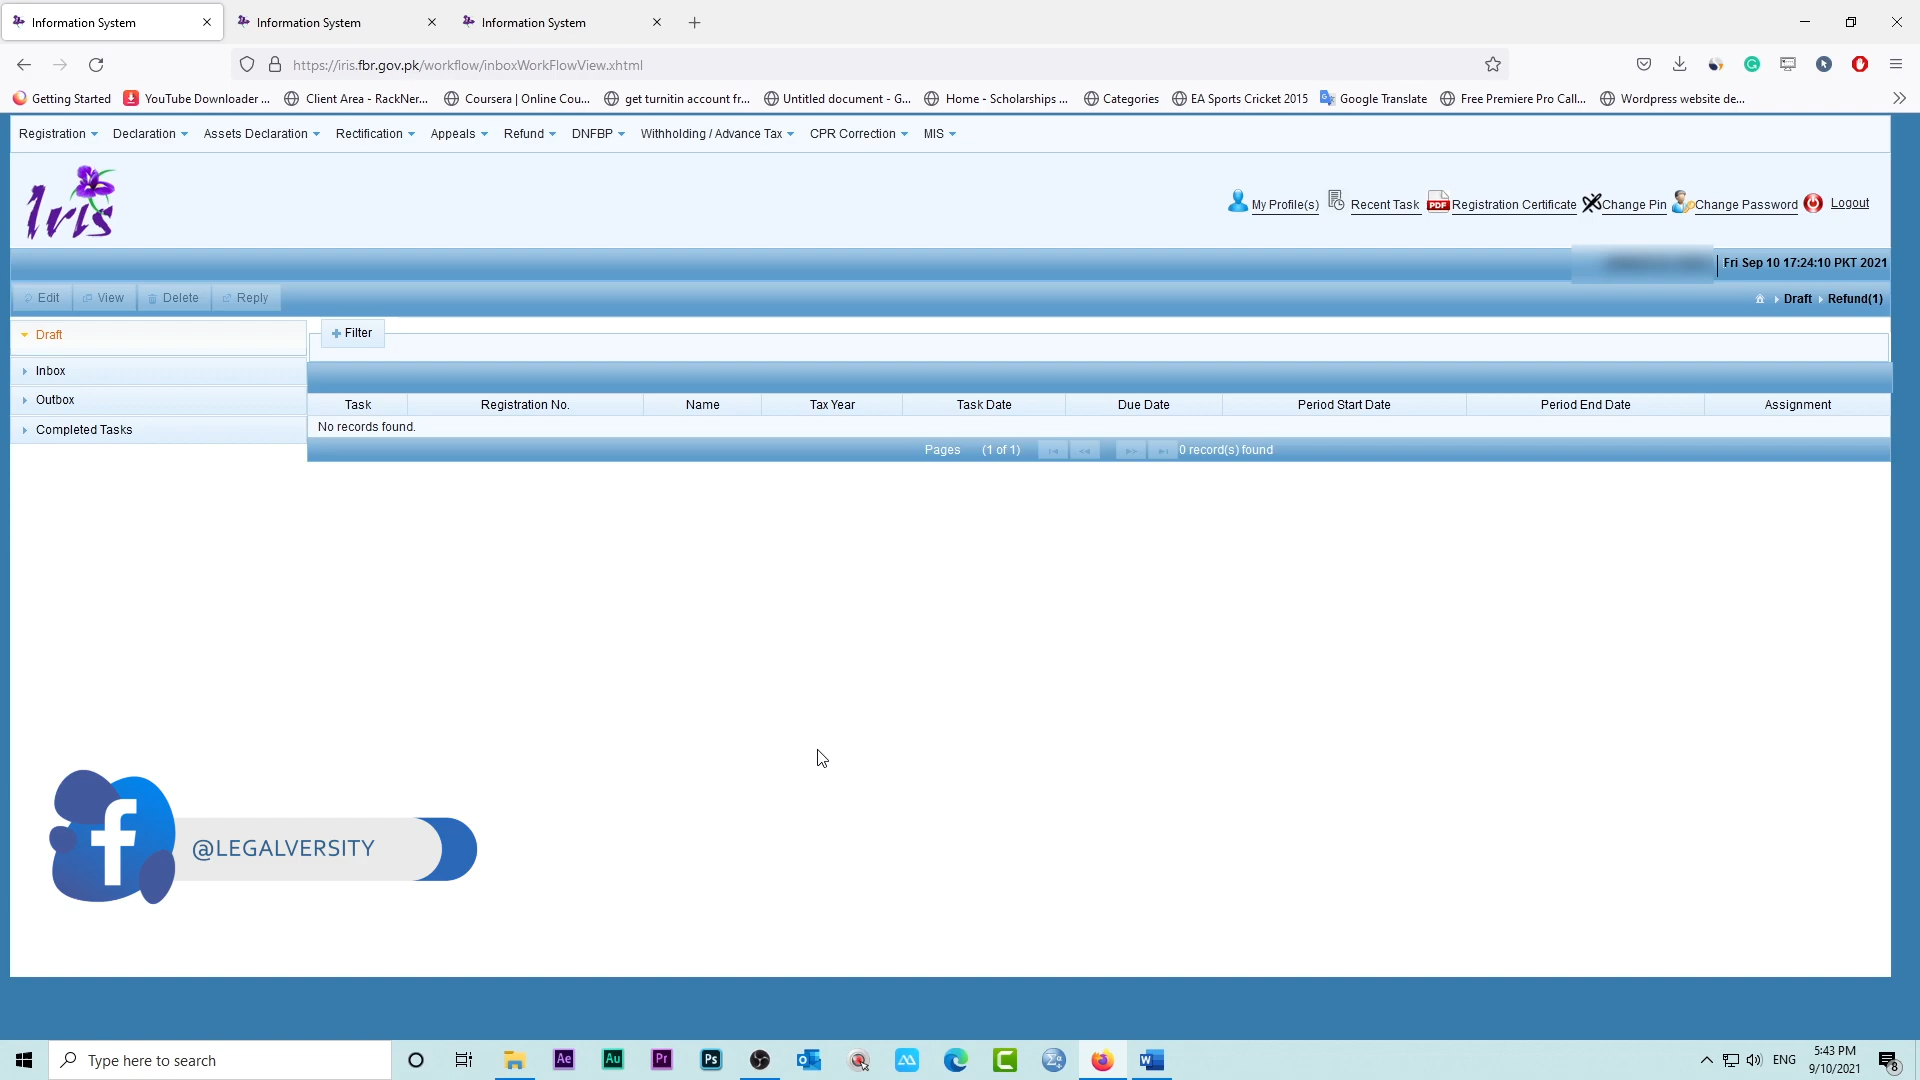 Information System
Information System
Information System
https://iris.fbr.gov.pk/workflow/inboxWorkFlowView.xhtml
Getting Started
YouTube Downloader ...
Client Area - RackNer...
Coursera | Online Cou...
get turnitin account fr...
Untitled document - G...
Home - Scholarships ...
Categories
EA Sports Cricket 2015
Google Translate
Free Premiere Pro Call...
Wordpress website de...
Registration
Declaration
Assets Declaration
Rectification
Appeals
Refund
DNFBP
Withholding / Advance Tax
CPR Correction
MIS
Iris
My Profile(s)
Recent Task
PDF
Registration Certificate
Change Pin
Change Password
Logout
Fri Sep 10 17:24:10 PKT 2021
Edit
View
Delete
Reply
Draft
Refund(1)
Draft
Inbox
Outbox
Completed Tasks
Filter
Task
Registration No.
Name
Tax Year
Task Date
Due Date
Period Start Date
Period End Date
Assignment
No records found.
Pages (1 of 1)
0 record(s) found
f
@LEGALVERSITY
Type here to search
Ae
Au
Pr
Ps
ENG
5:43 PM
9/10/2021
8